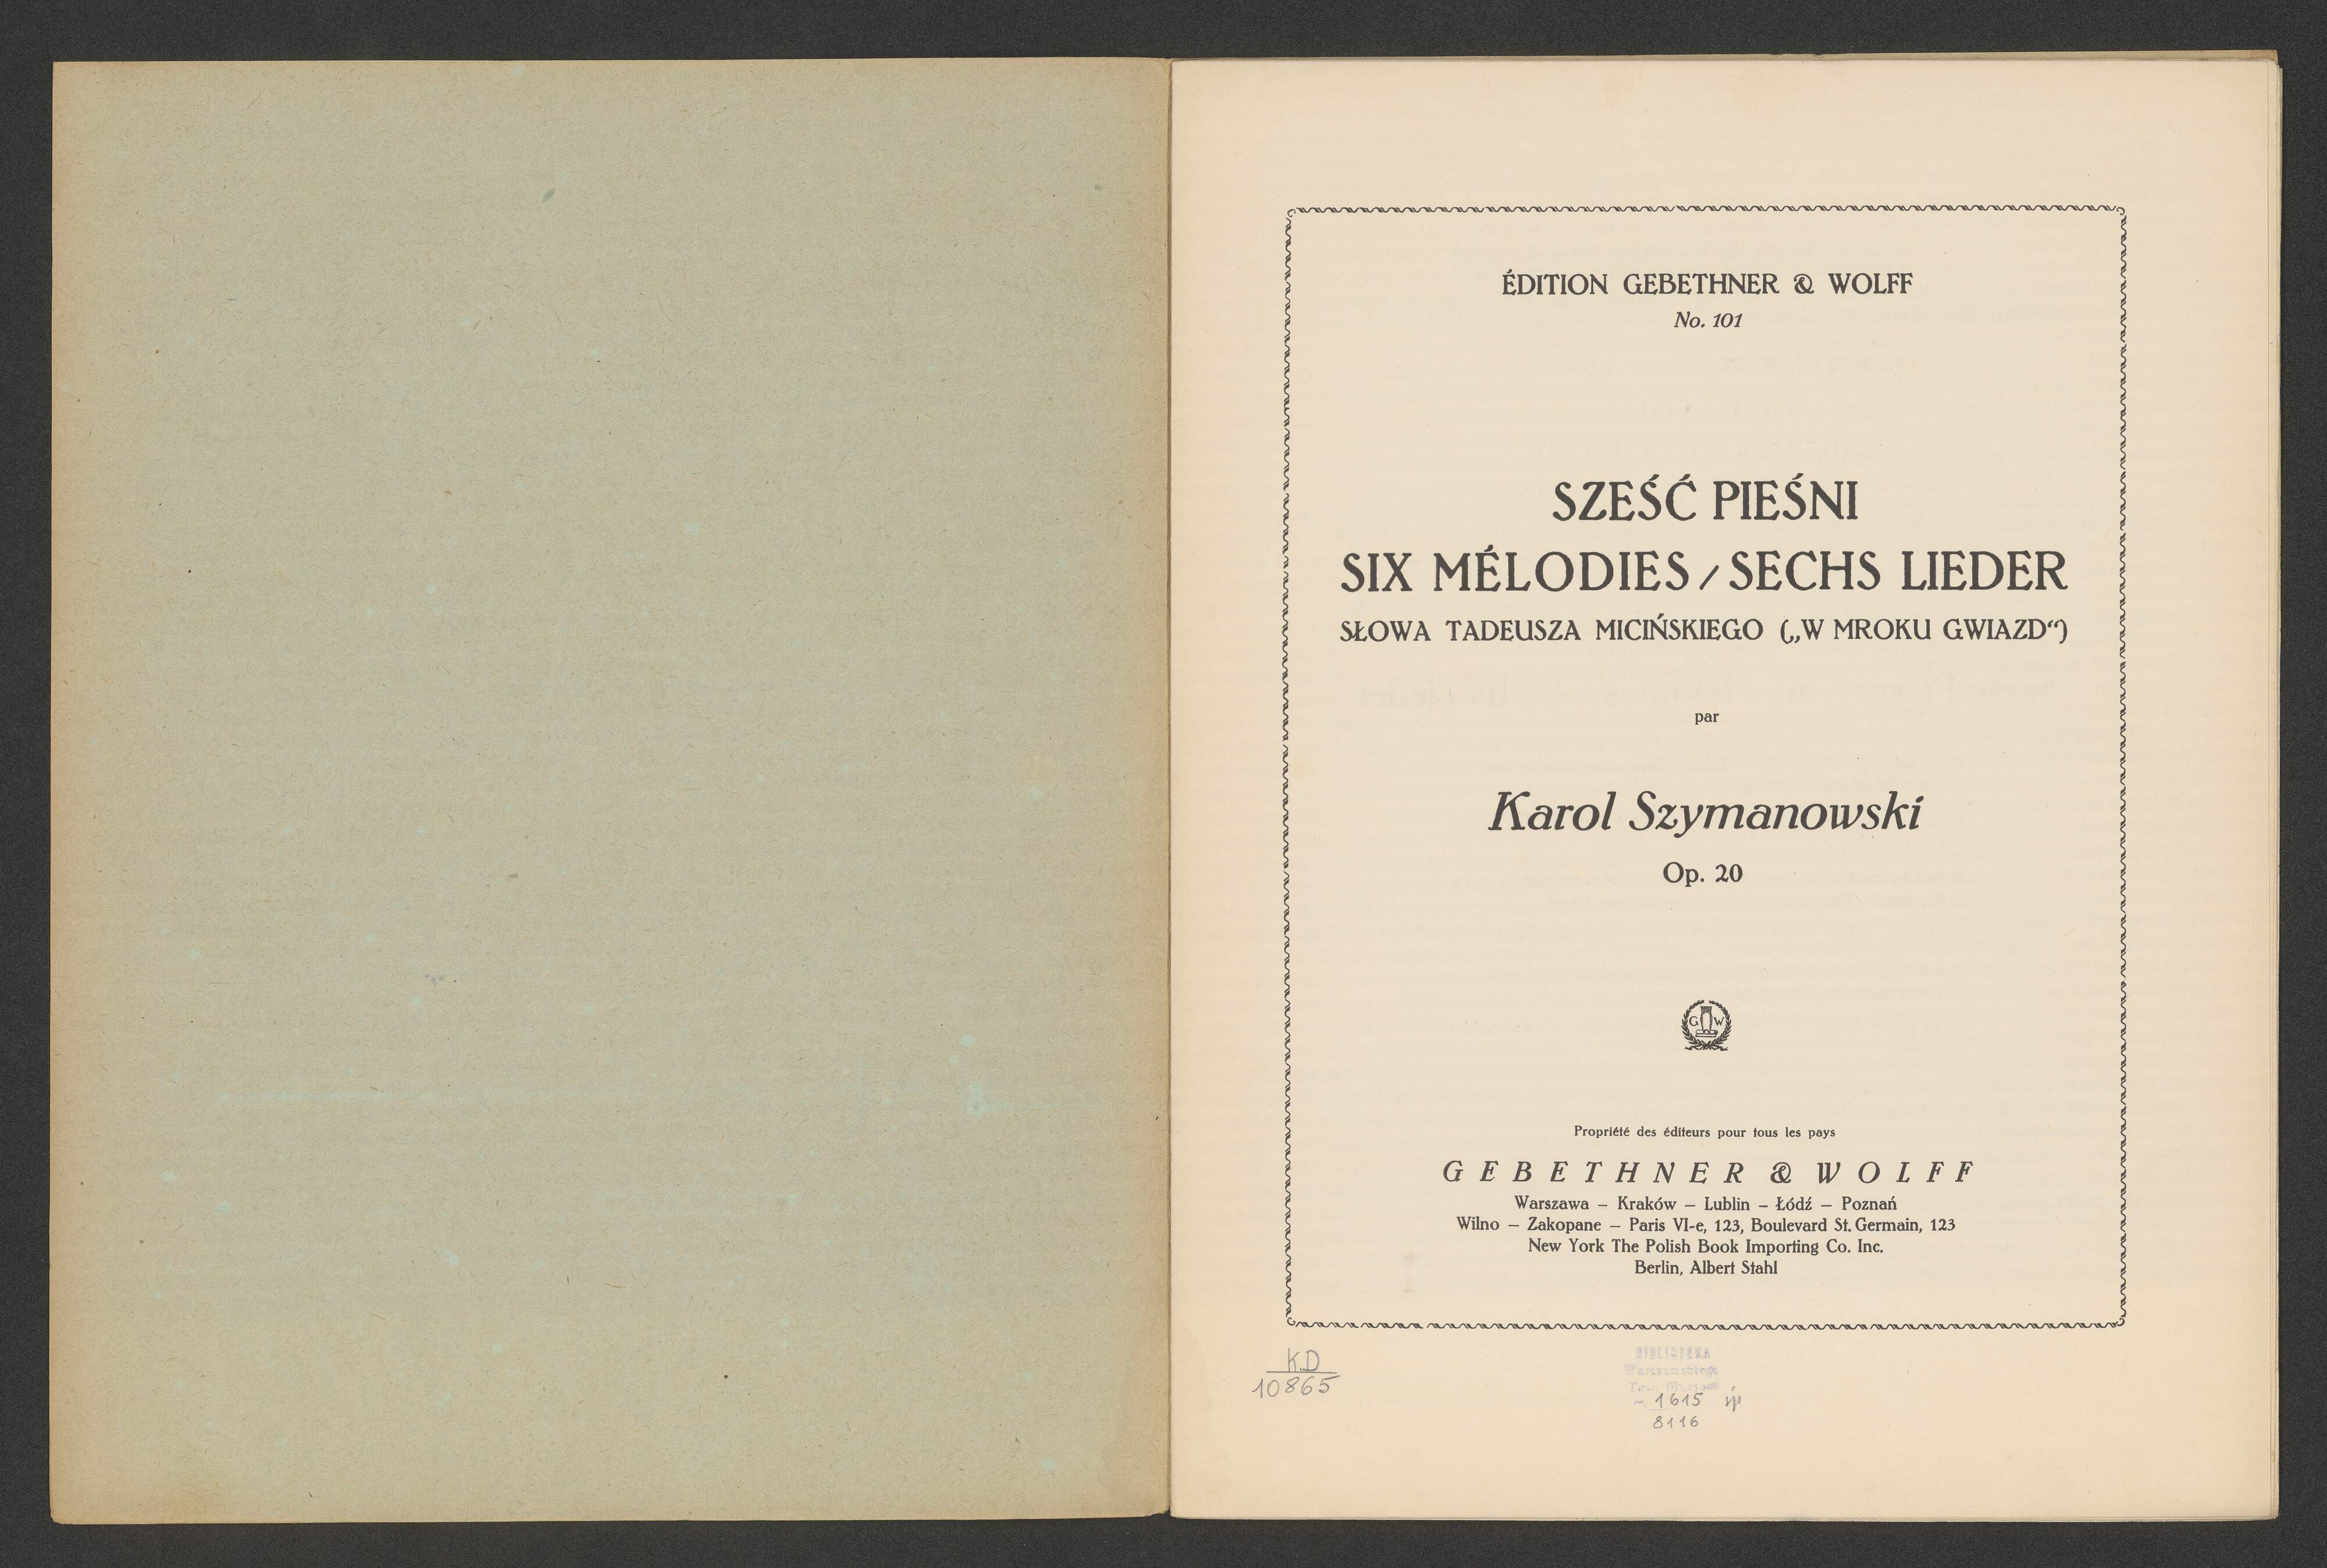 ÉDITION GEBETHNER & WOLFF
No. 101
SZEŚĆ PIEŚNI
SIX MÉLODIES / SECHS LIEDER
SŁOWA TADEUSZA MICIŃSKIEGO („W MROKU GWIAZD“)
par
Karol Szymanowski
Op. 20
G W
Propriété des éditeurs pour tous les pays
GEBETHNER & WOLFF
Warszawa – Kraków – Lublin – Łódź – Poznań
Wilno – Zakopane – Paris VI-e, 123, Boulevard St. Germain, 123
New York The Polish Book Importing Co. Inc.
Berlin, Albert Stahl
K.D
10865
BIBLIOTEKA
Warszawskiego
1615
8116